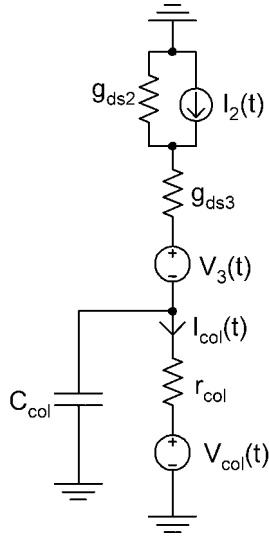 g_ds2
I_2(t)
g_ds3
+
-
V_3(t)
I_col(t)
C_col
r_col
+
-
V_col(t)